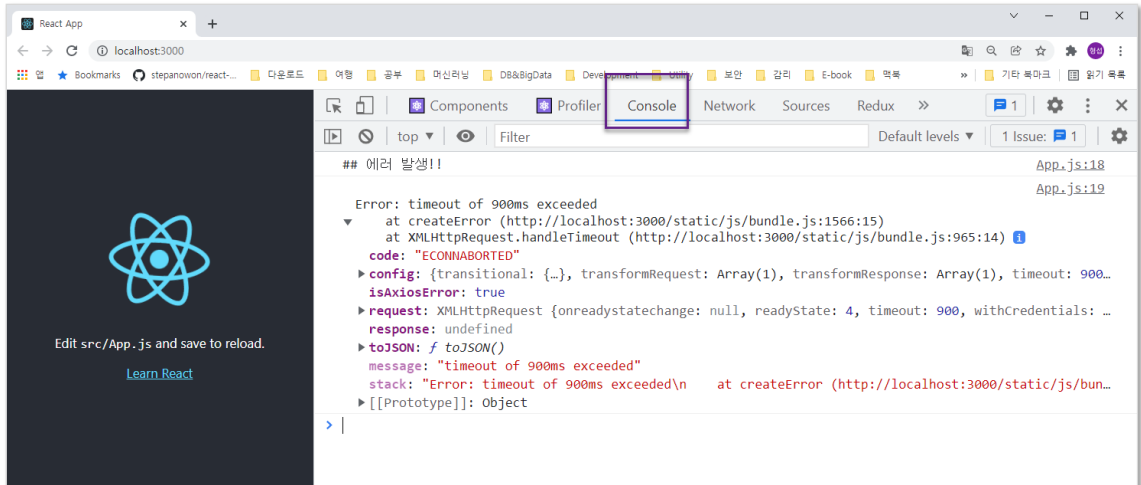 React App
localhost:3000
형섭
앱 Bookmarks stepanowon/react-... 다운로드 여행 공부 머신러닝 DB&BigData Development Utility 보안 감리 E-book 맥북 » 기타 북마크 읽기 목록
Components Profiler Console Network Sources Redux » 1
top ▼ Filter Default levels ▼ 1 Issue: 1
## 에러 발생!! App.js:18
App.js:19
Error: timeout of 900ms exceeded
at createError (http://localhost:3000/static/js/bundle.js:1566:15)
at XMLHttpRequest.handleTimeout (http://localhost:3000/static/js/bundle.js:965:14) i
code: "ECONNABORTED"
config: {transitional: {…}, transformRequest: Array(1), transformResponse: Array(1), timeout: 900…
isAxiosError: true
request: XMLHttpRequest {onreadystatechange: null, readyState: 4, timeout: 900, withCredentials: …
response: undefined
toJSON: ƒ toJSON()
message: "timeout of 900ms exceeded"
stack: "Error: timeout of 900ms exceeded\n    at createError (http://localhost:3000/static/js/bun…
[[Prototype]]: Object
>
Edit src/App.js and save to reload.
Learn React